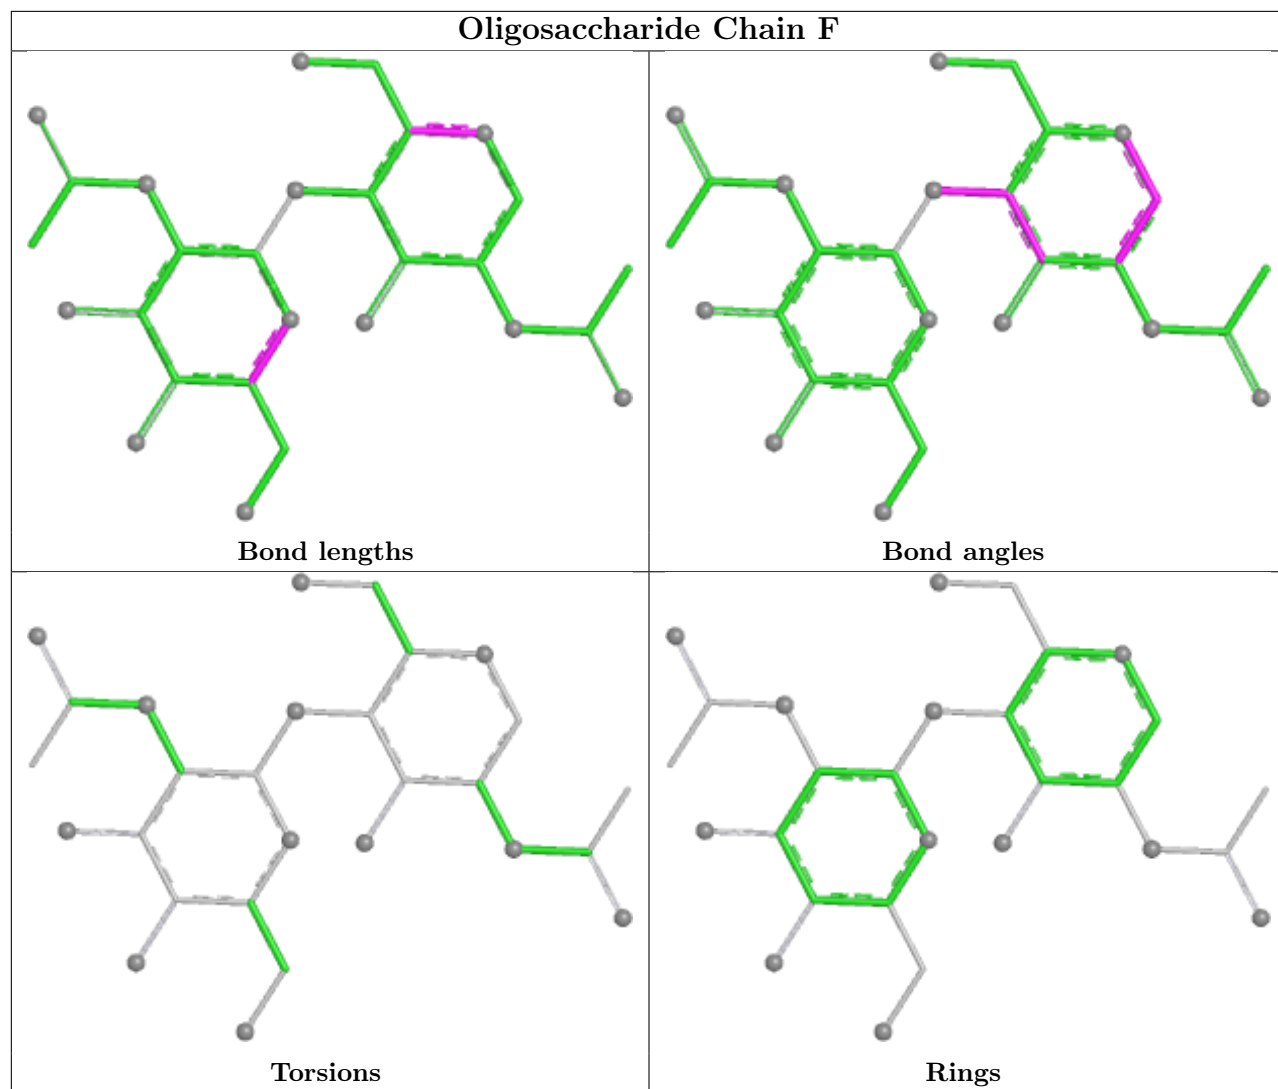 Oligosaccharide Chain F
Bond lengths
Bond angles
Torsions
Rings